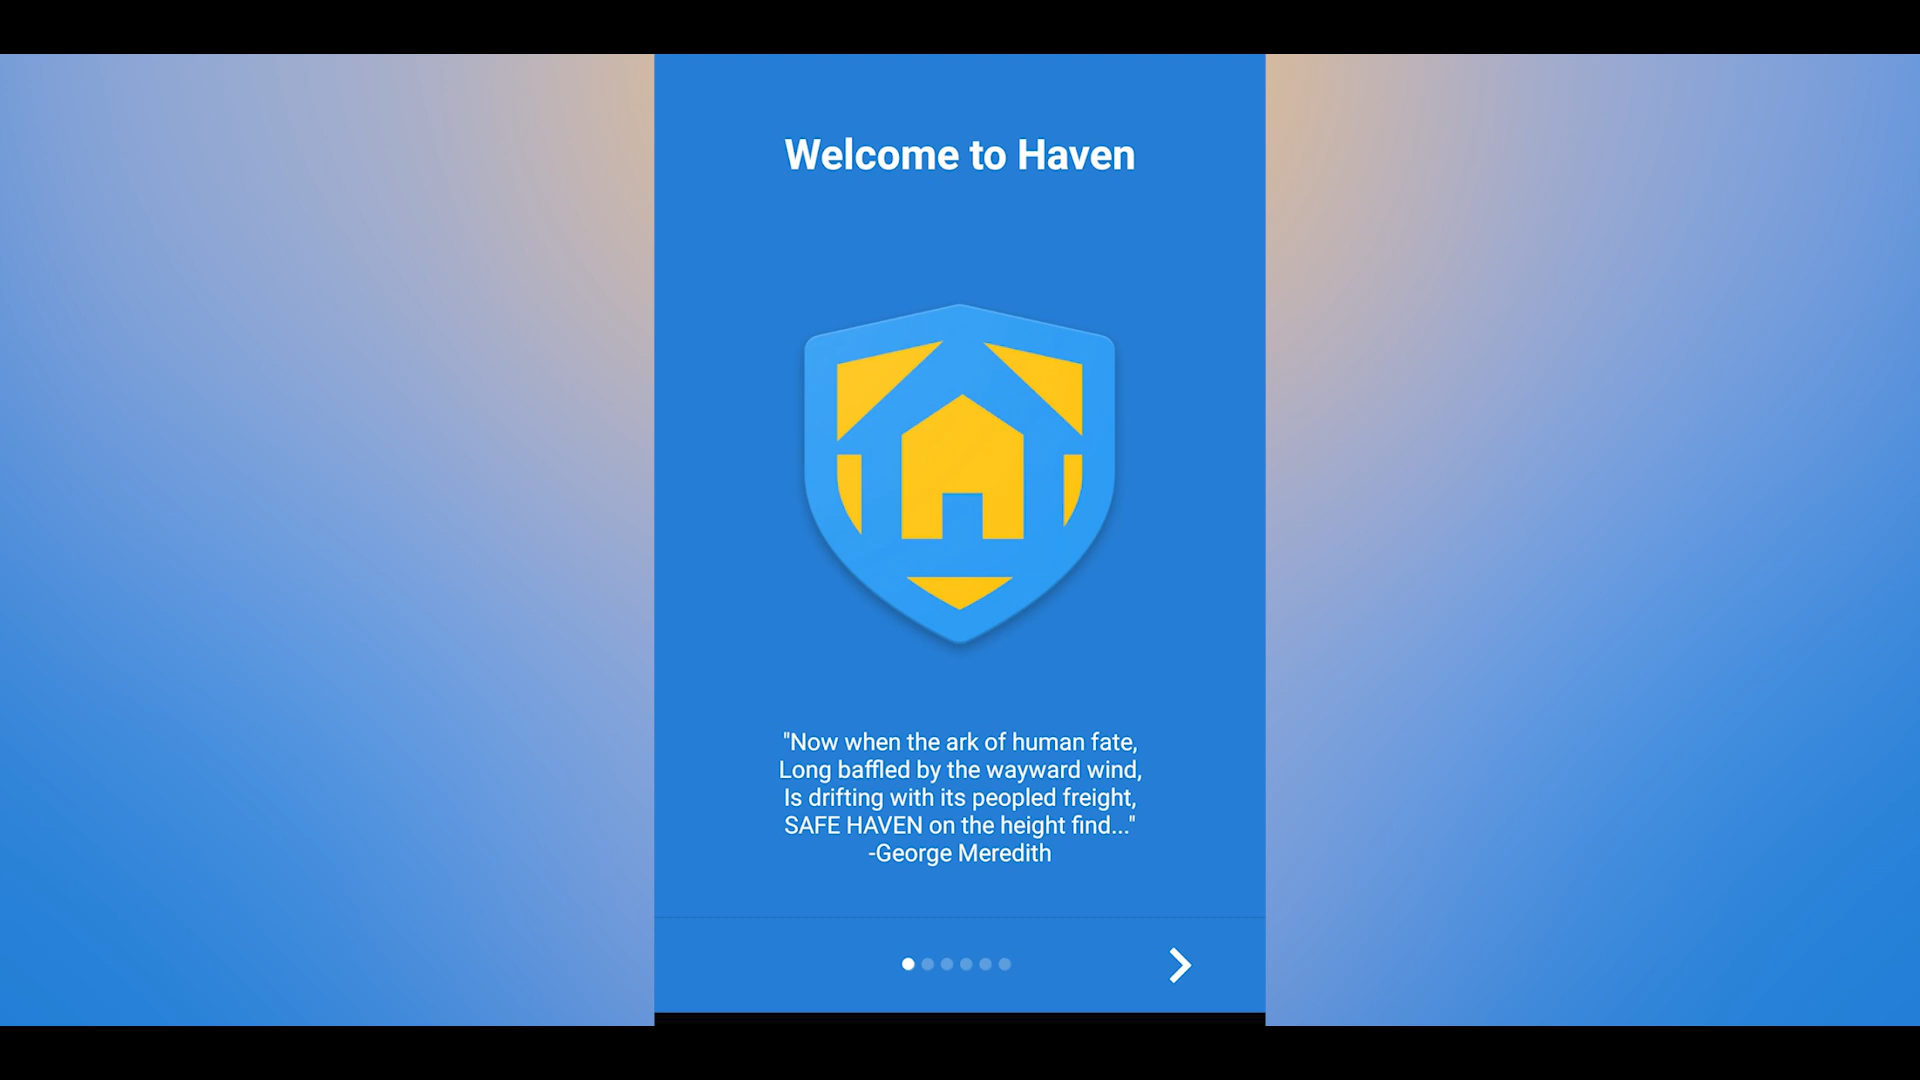 Welcome to Haven
"Now when the ark of human fate,
Long baffled by the wayward wind,
Is drifting with its peopled freight,
SAFE HAVEN on the height find..."
-George Meredith